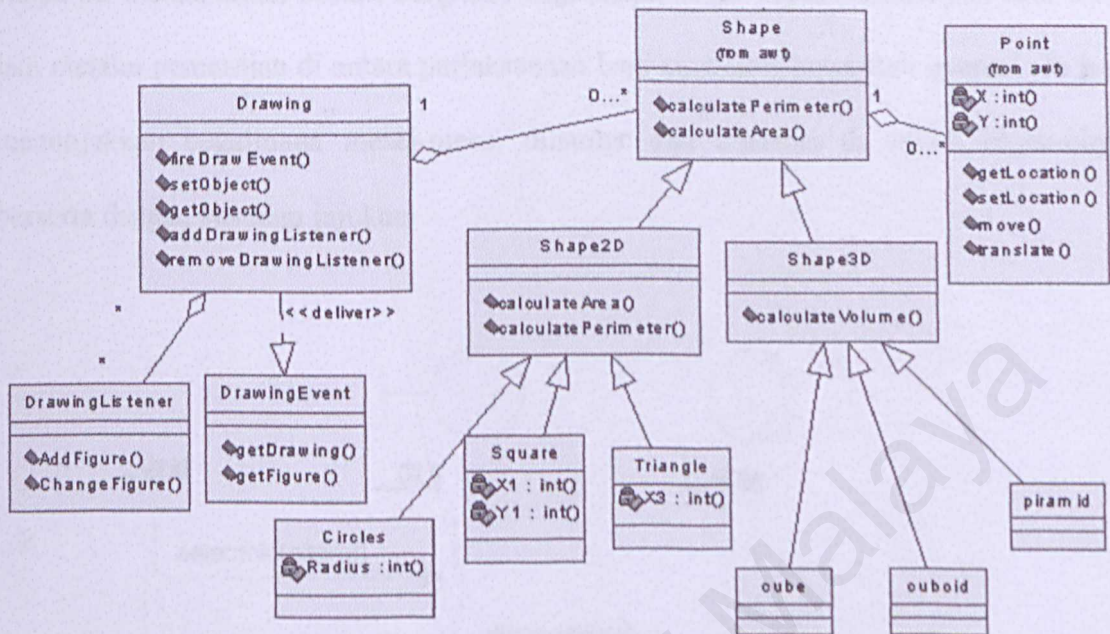 Drawing
fireDrawEvent()
setObject()
getObject()
addDrawingListener()
removeDrawingListener()
1
0...*
Shape
(from awt)
calculatePerimeter()
calculateArea()
1
0...*
Point
(from awt)
X : int()
Y : int()
getLocation()
setLocation()
move()
translate()
Shape2D
calculateArea()
calculatePerimeter()
Shape3D
calculateVolume()
*
*
<<deliver>>
DrawingListener
AddFigure()
ChangeFigure()
DrawingEvent
getDrawing()
getFigure()
Circles
Radius : int()
Square
X1 : int()
Y1 : int()
Triangle
X3 : int()
piramid
cube
cuboid
Malaya